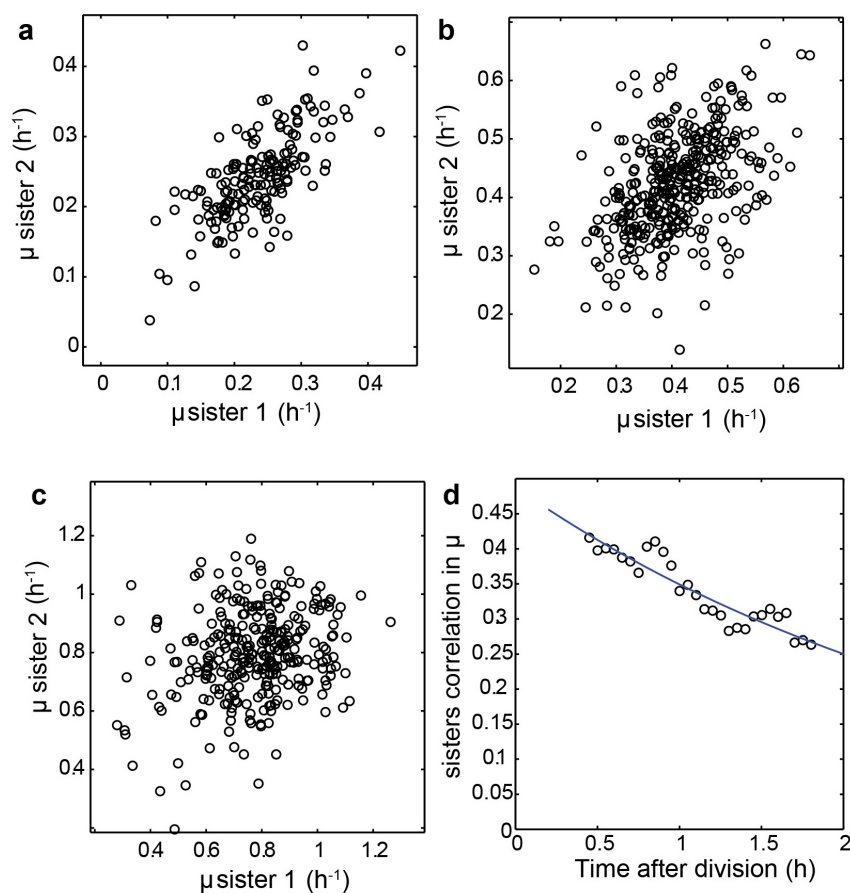 a
0.4
0.3
0.2
0.1
0
μ sister 2 (h-1)
0 0.1 0.2 0.3 0.4
μ sister 1 (h-1)
b
0.6
0.5
0.4
0.3
0.2
μ sister 2 (h-1)
0.2 0.3 0.4 0.5 0.6
μ sister 1 (h-1)
c
1.2
1
0.8
0.6
0.4
μ sister 2 (h-1)
0.4 0.6 0.8 1 1.2
μ sister 1 (h-1)
d
0.45
0.4
0.35
0.3
0.25
0.2
0.15
0.1
0.05
0
sisters correlation in μ
0 0.5 1 1.5 2
Time after division (h)